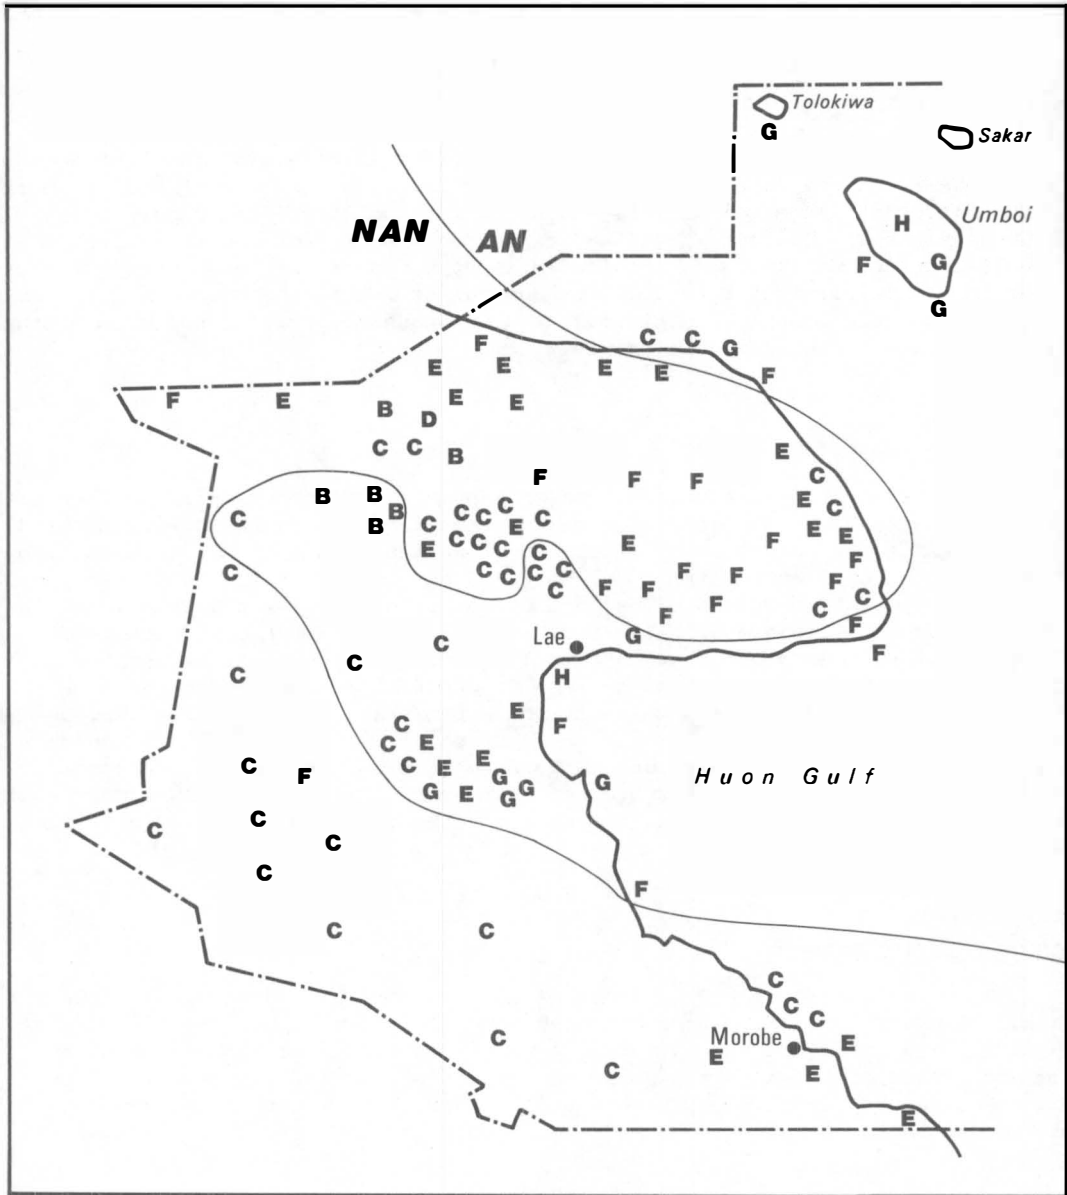 Tolokiwa
G
Sakar
Umboi
H
NAN AN
F G
G
C C G
F
E E E E F
F E E E
B D
C C B E
F F F C
B B E C
C B B C C C E E E
C C C C E F
E C C C C F
C C C C C F F F
C F F F C C
F F
Lae G F
C H
C C E F
C E
C E E
C G Huon Gulf
C F C E G G
G E G
C C
C
C
F
C C
C
C
C
C Morobe E
E E
C
E